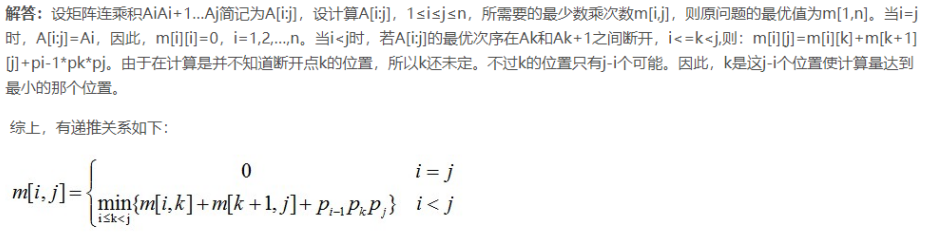 解答：设矩阵连乘积AiAi+1...Aj简记为A[i:j]，设计算A[i:j]，1≤i≤j≤n，所需要的最少数乘次数m[i,j]，则原问题的最优值为m[1,n]。当i=j
时，A[i:j]=Ai，因此，m[i][i]=0，i=1,2,...,n。当i<j时，若A[i:j]的最优次序在Ak和Ak+1之间断开，i<=k<j,则：m[i][j]=m[i][k]+m[k+1]
[j]+pi-1*pk*pj。由于在计算是并不知道断开点k的位置，所以k还未定。不过k的位置只有j-i个可能。因此，k是这j-i个位置使计算量达到
最小的那个位置。
综上，有递推关系如下：
m[i, j] = { 0 i = j
min{m[i,k]+m[k+1,j]+p_{i-1}p_k p_j} i < j
i≤k<j